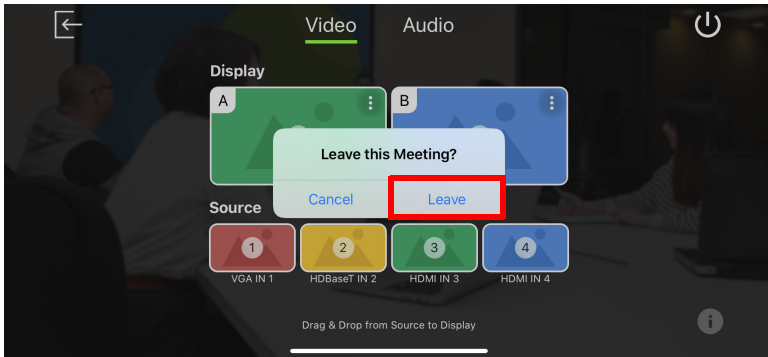 Video Audio
Display
A B
Leave this Meeting?
Cancel Leave
Source
1 2 3 4
VGA IN 1 HDBaseT IN 2 HDMI IN 3 HDMI IN 4
Drag & Drop from Source to Display
i